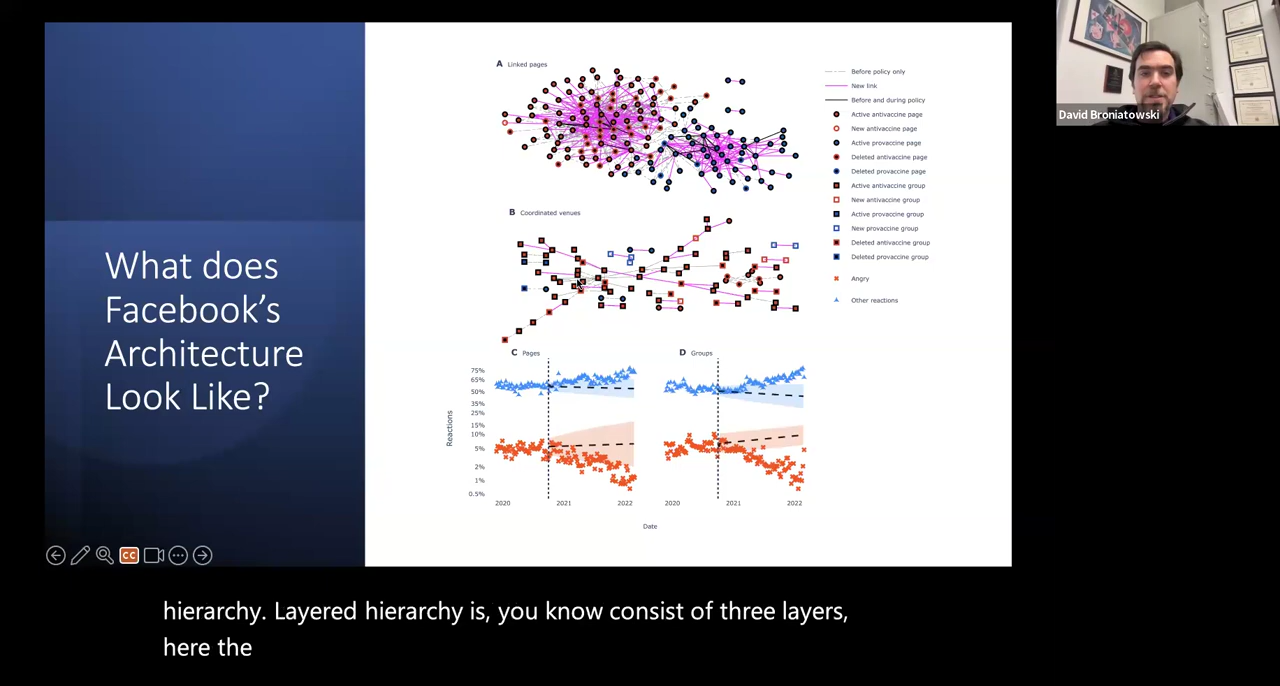 What does
Facebook's
Architecture
Look Like?
A Linked pages
B Coordinated venues
C Pages
D Groups
Reactions
75%
65%
50%
35%
25%
15%
10%
5%
2%
1%
0.5%
2020 2021 2022 2020 2021 2022
Date
Before policy only
New link
Before and during policy
Active antivaccine page
New antivaccine page
Active provaccine page
Deleted antivaccine page
Deleted provaccine page
Active antivaccine group
New antivaccine group
Active provaccine group
New provaccine group
Deleted antivaccine group
Deleted provaccine group
Angry
Other reactions
David Broniatowski
CC
hierarchy. Layered hierarchy is, you know consist of three layers,
here the